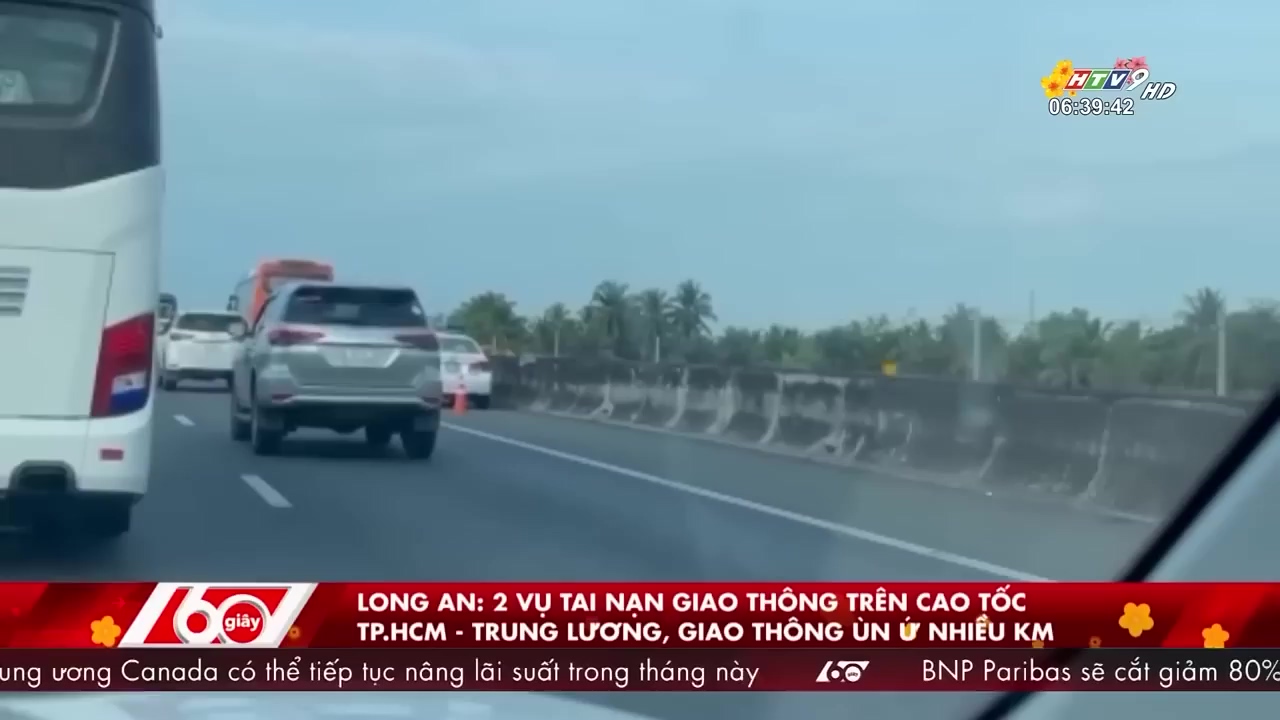 HTV9 HD
06:39:42
60 giây
LONG AN: 2 VỤ TAI NẠN GIAO THÔNG TRÊN CAO TỐC
TP.HCM - TRUNG LƯƠNG, GIAO THÔNG ÙN Ứ NHIỀU KM
ung ương Canada có thể tiếp tục nâng lãi suất trong tháng này 60 giây BNP Paribas sẽ cắt giảm 80%